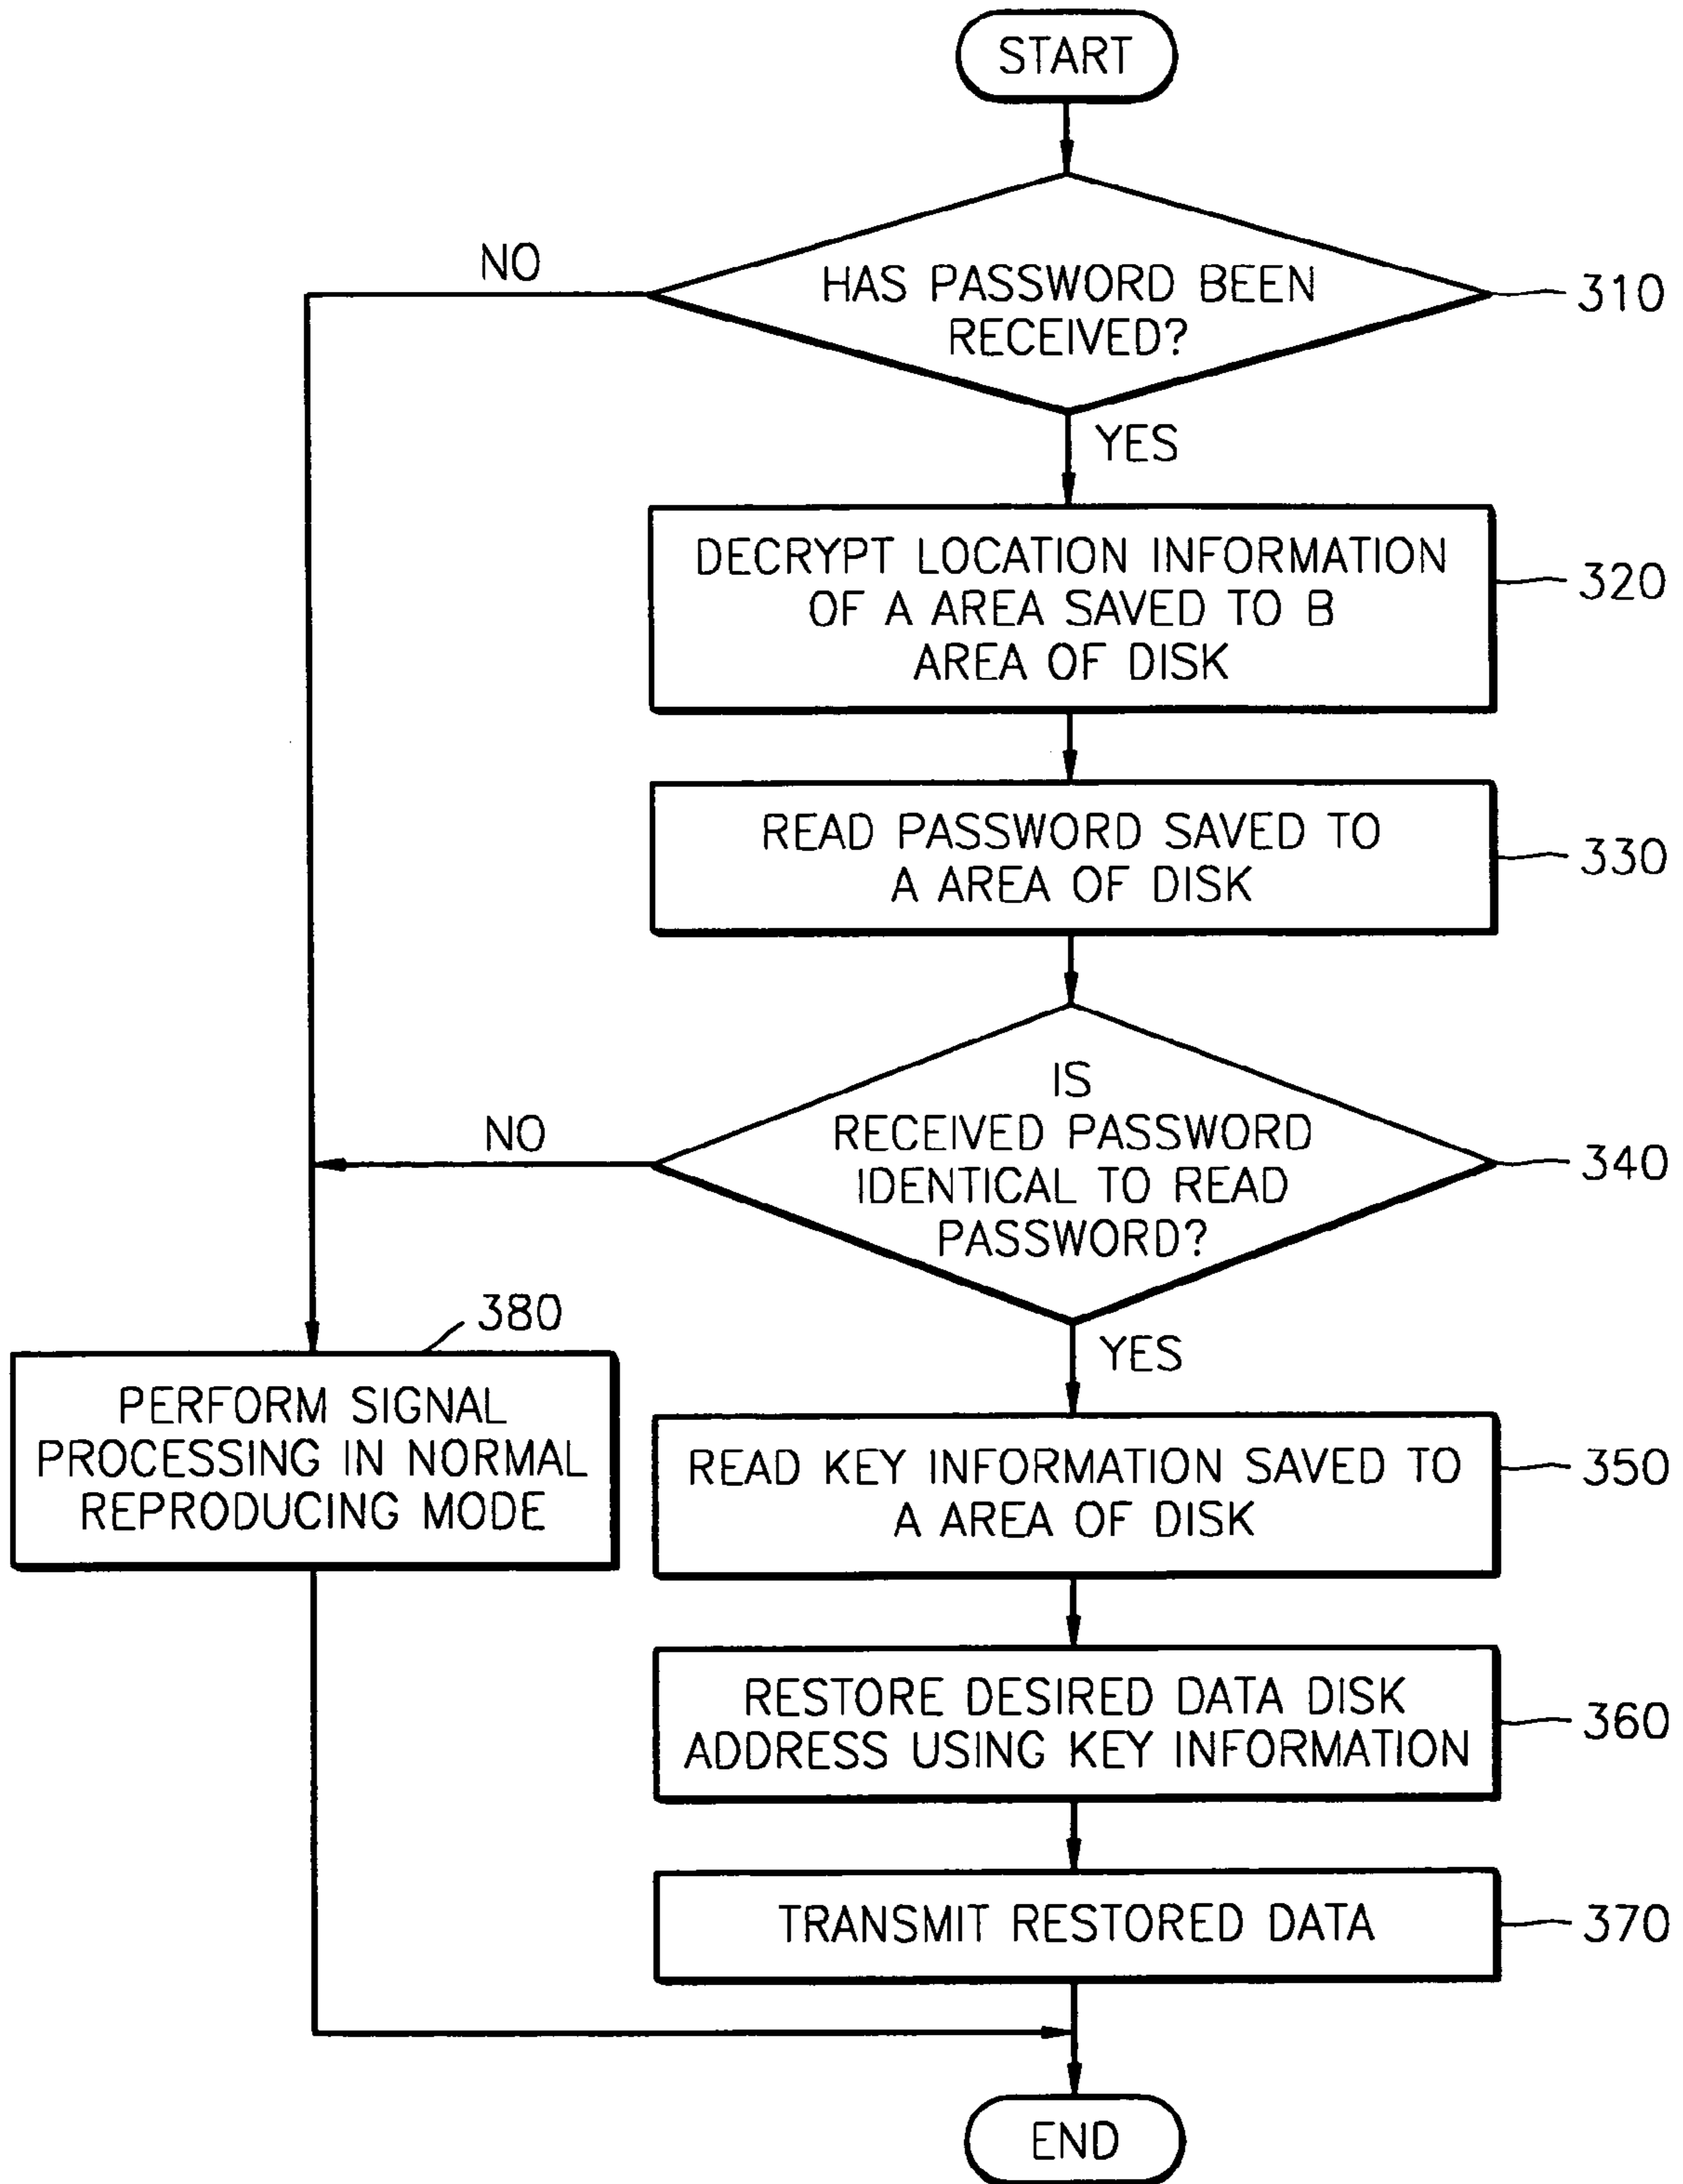 START
NO
HAS PASSWORD BEEN
RECEIVED?
310
YES
DECRYPT LOCATION INFORMATION
OF A AREA SAVED TO B
AREA OF DISK
320
READ PASSWORD SAVED TO
A AREA OF DISK
330
NO
IS
RECEIVED PASSWORD
IDENTICAL TO READ
PASSWORD?
340
380
YES
PERFORM SIGNAL
PROCESSING IN NORMAL
REPRODUCING MODE
READ KEY INFORMATION SAVED TO
A AREA OF DISK
350
RESTORE DESIRED DATA DISK
ADDRESS USING KEY INFORMATION
360
TRANSMIT RESTORED DATA
370
END